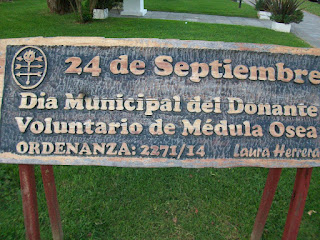 24 de Septiembre
Dia Municipal del Donante
Voluntario de Médula Osea
ORDENANZA: 2271/14 Laura Herrera